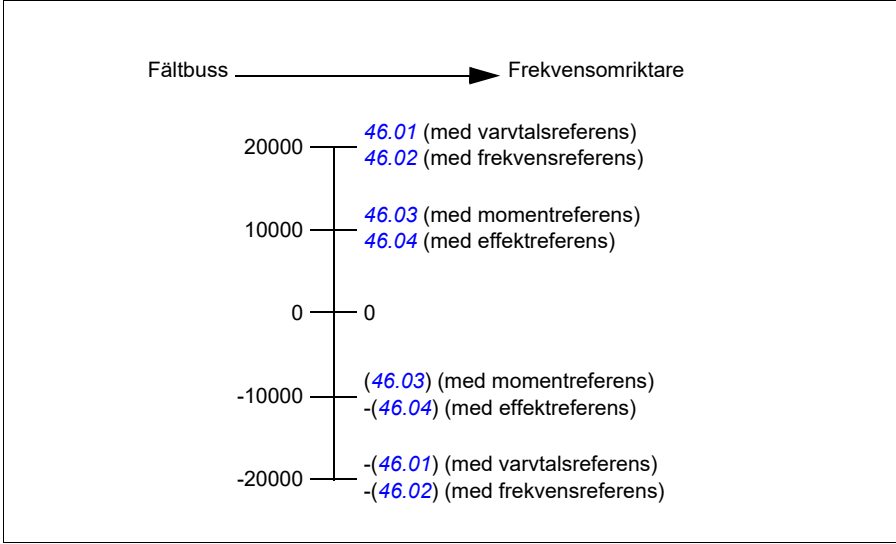 Fältbuss Frekvensomriktare
46.01 (med varvtalsreferens)
20000
46.02 (med frekvensreferens)
46.03 (med momentreferens)
10000
46.04 (med effektreferens)
0 0
(46.03) (med momentreferens)
-10000
-(46.04) (med effektreferens)
-(46.01) (med varvtalsreferens)
-20000
-(46.02) (med frekvensreferens)